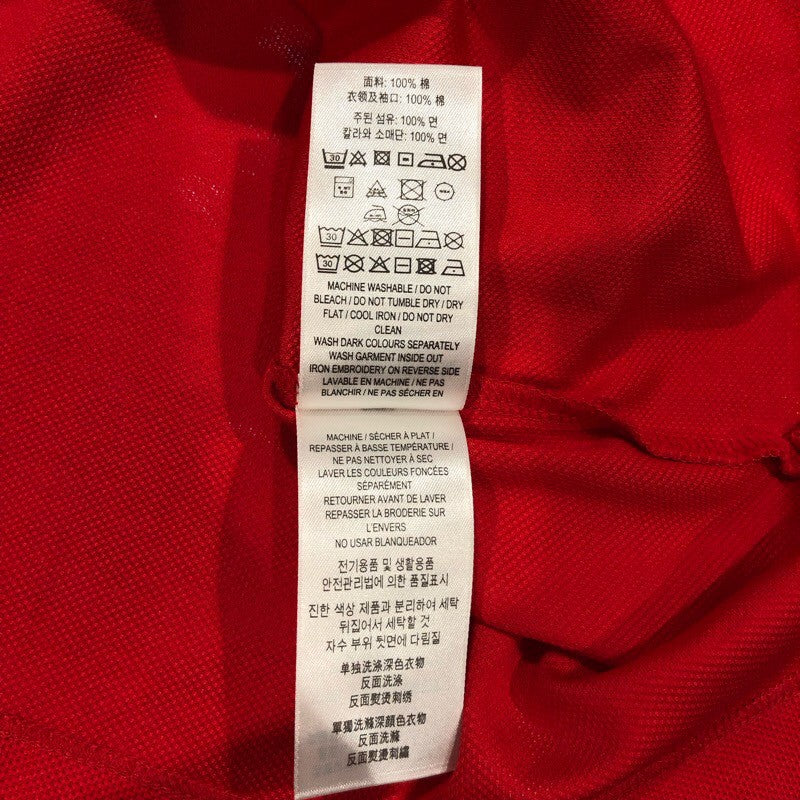 面料: 100% 棉
衣领及袖口: 100% 棉
주된 섬유: 100% 면
칼라와 소매단: 100% 면
30
30
30
MACHINE WASHABLE / DO NOT
BLEACH / DO NOT TUMBLE DRY / DRY
FLAT / COOL IRON / DO NOT DRY
CLEAN
WASH DARK COLOURS SEPARATELY
WASH GARMENT INSIDE OUT
IRON EMBROIDERY ON REVERSE SIDE
LAVABLE EN MACHINE / NE PAS
BLANCHIR / NE PAS SÉCHER EN
MACHINE / SÉCHER À PLAT /
REPASSER À BASSE TEMPÉRATURE /
NE PAS NETTOYER À SEC
LAVER LES COULEURS FONCÉES
SÉPARÉMENT
RETOURNER AVANT DE LAVER
REPASSER LA BRODERIE SUR
L'ENVERS
NO USAR BLANQUEADOR
전기용품 및 생활용품
안전관리법에 의한 품질표시
진한 색상 제품과 분리하여 세탁
뒤집어서 세탁할 것
자수 부위 뒷면에 다림질
单独洗涤深色衣物
反面洗涤
反面熨烫刺绣
單獨洗滌深顏色衣物
反面洗滌
反面熨燙刺繡